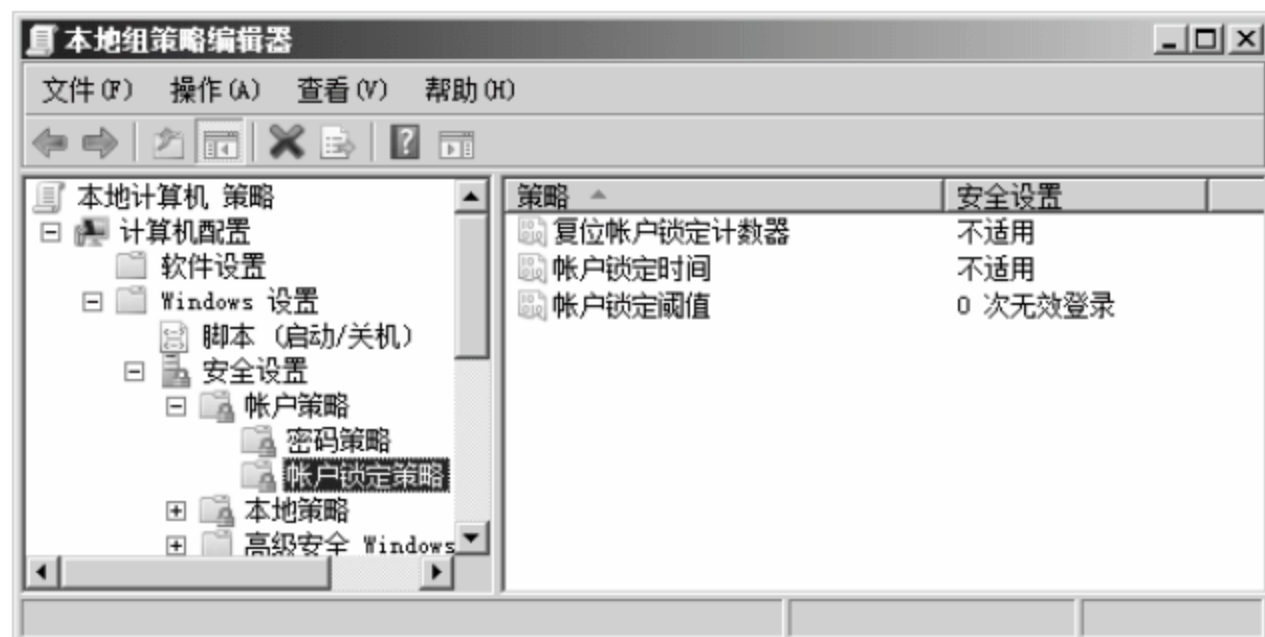 本地组策略编辑器
文件(F) 操作(A) 查看(V) 帮助(H)
本地计算机 策略
计算机配置
软件设置
Windows 设置
脚本 (启动/关机)
安全设置
帐户策略
密码策略
帐户锁定策略
本地策略
高级安全 Windows
策略 安全设置
复位帐户锁定计数器 不适用
帐户锁定时间 不适用
帐户锁定阈值 0 次无效登录